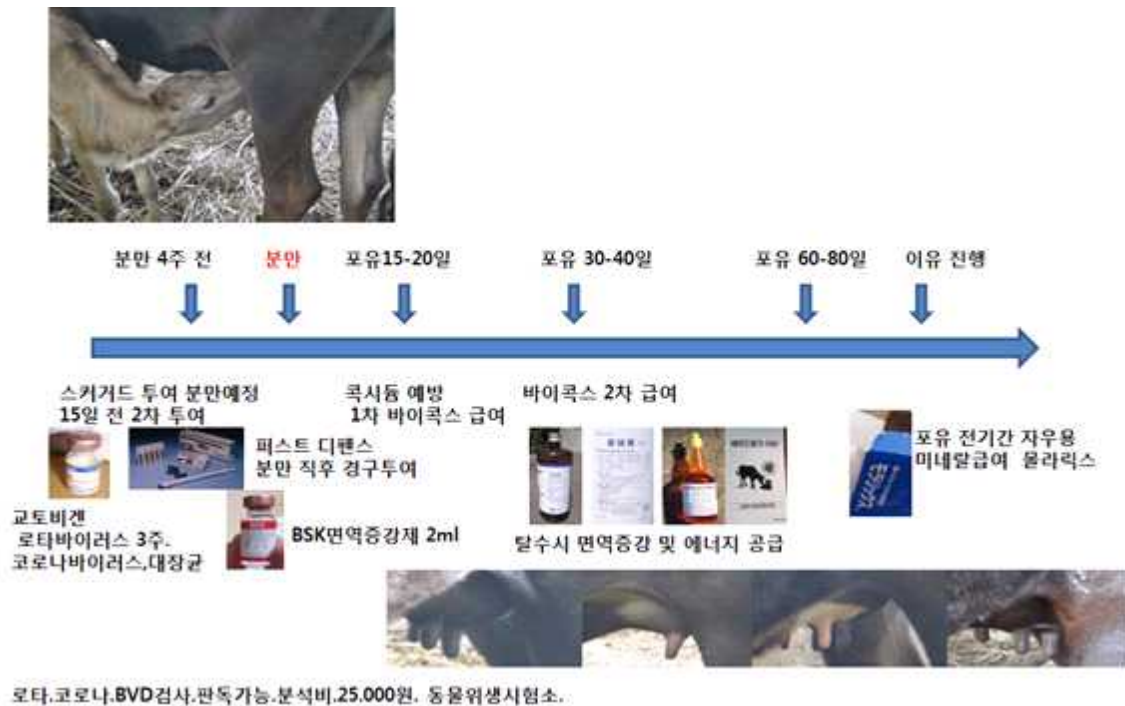 분만 4주 전
분만
포유15-20일
포유 30-40일
포유 60-80일
이유 진행
스커거드 투여 분만예정
15일 전 2차 투여
콕시듐 예방
1차 바이콕스 급여
바이콕스 2차 급여
퍼스트 디팬스
분만 직후 경구투여
포유 전기간 자우용
미네랄급여 몰라릭스
교토비겐
로타바이러스 3주.
코로나바이러스,대장균
BSK면역증강제 2ml
탈수시 면역증강 및 에너지 공급
로타.코로나.BVD검사.판독가능.분석비.25.000원. 동물위생시험소.